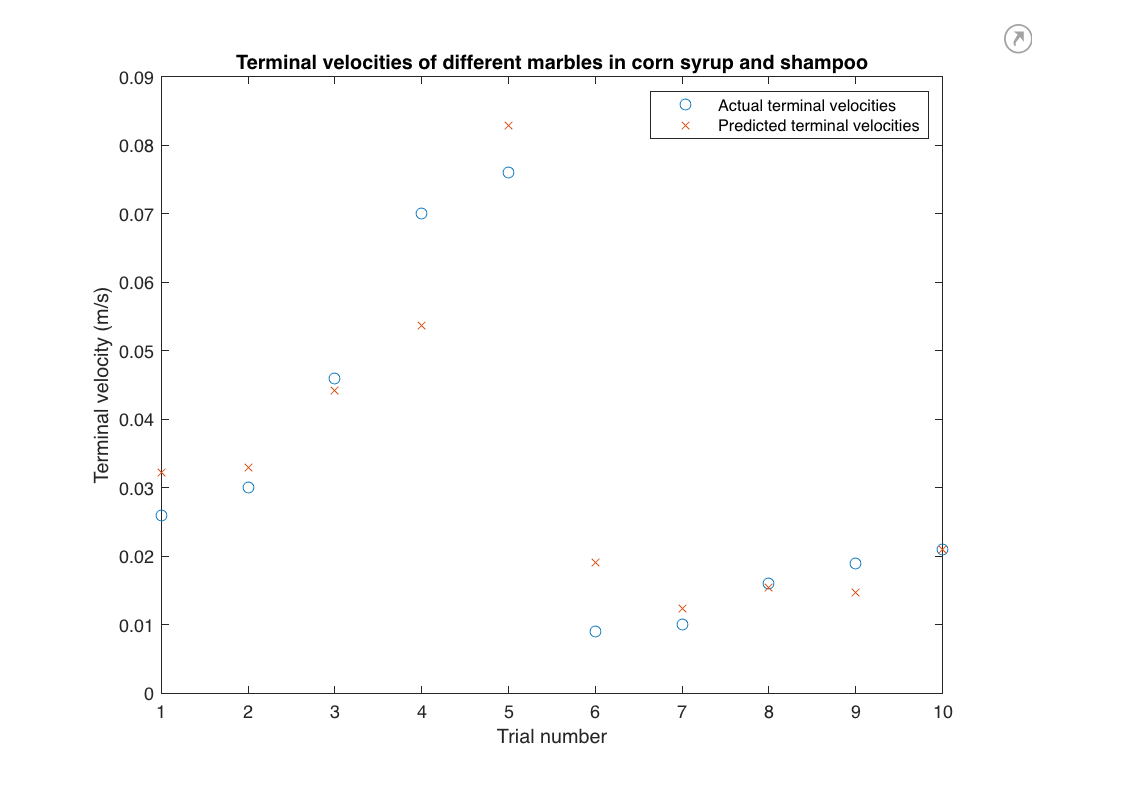 Terminal velocities of different marbles in corn syrup and shampoo
0.09
Actual terminal velocities
Predicted terminal velocities
0.08
0.07
0.06
0.05
0.04
0.03
0.02
0.01
0
Terminal velocity (m/s)
1 2 3 4 5 6 7 8 9 10
Trial number